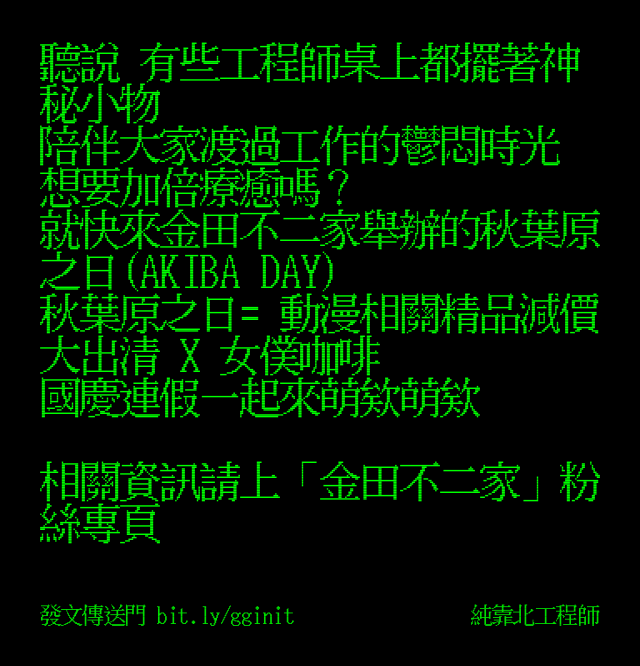 聽說 有些工程師桌上都擺著神
秘小物
陪伴大家渡過工作的鬱悶時光
想要加倍療癒嗎？
就快來金田不二家舉辦的秋葉原
之日(AKIBA DAY)
秋葉原之日= 動漫相關精品減價
大出清 X 女僕咖啡
國慶連假一起來萌欸萌欸
相關資訊請上「金田不二家」粉
絲專頁
發文傳送門 bit.ly/gginit
純靠北工程師